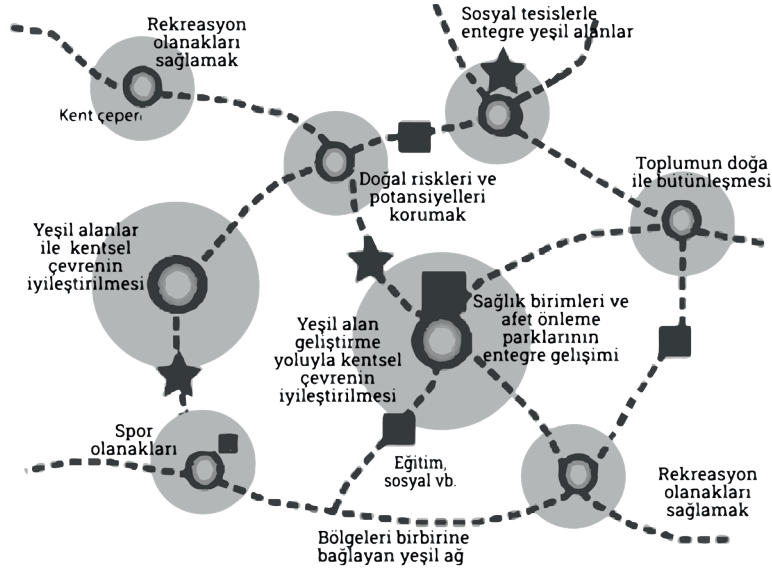 Rekreasyon
olanakları
sağlamak
Sosyal tesislerle
entegre yeşil alanlar
Kent çeperi
Doğal riskleri ve
potansiyelleri
korumak
Toplumun doğa
ile bütünleşmesi
Yeşil alanlar
ile kentsel
çevrenin
iyileştirilmesi
Yeşil alan
geliştirme
yoluyla kentsel
çevrenin
iyileştirilmesi
Sağlık birimleri ve
afet önleme
parklarının
entegre gelişimi
Spor
olanakları
Eğitim,
sosyal vb.
Rekreasyon
olanakları
sağlamak
Bölgeleri birbirine
bağlayan yeşil ağ